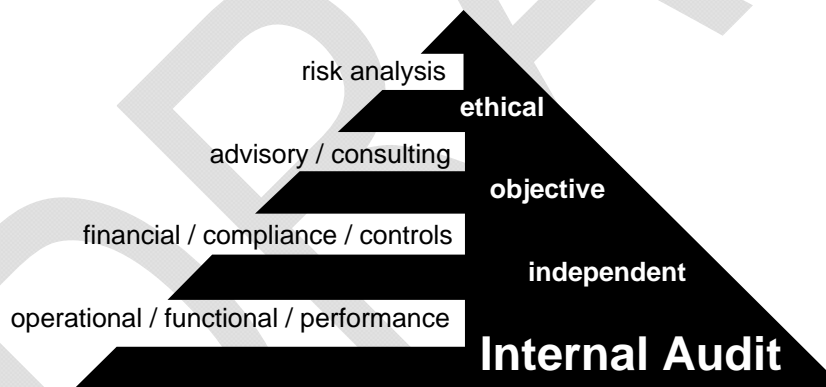 risk analysis
ethical
advisory / consulting
objective
financial / compliance / controls
independent
operational / functional / performance
Internal Audit